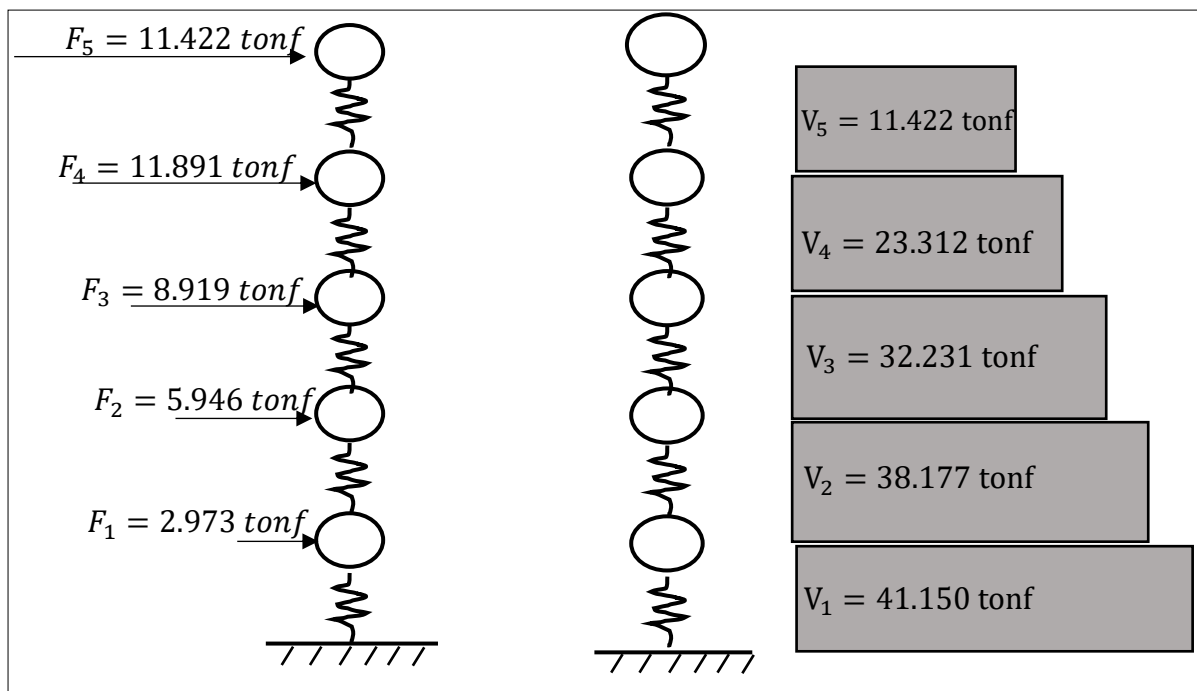 F₅ = 11.422 tonf
F₄ = 11.891 tonf
F₃ = 8.919 tonf
F₂ = 5.946 tonf
F₁ = 2.973 tonf
V₅ = 11.422 tonf
V₄ = 23.312 tonf
V₃ = 32.231 tonf
V₂ = 38.177 tonf
V₁ = 41.150 tonf